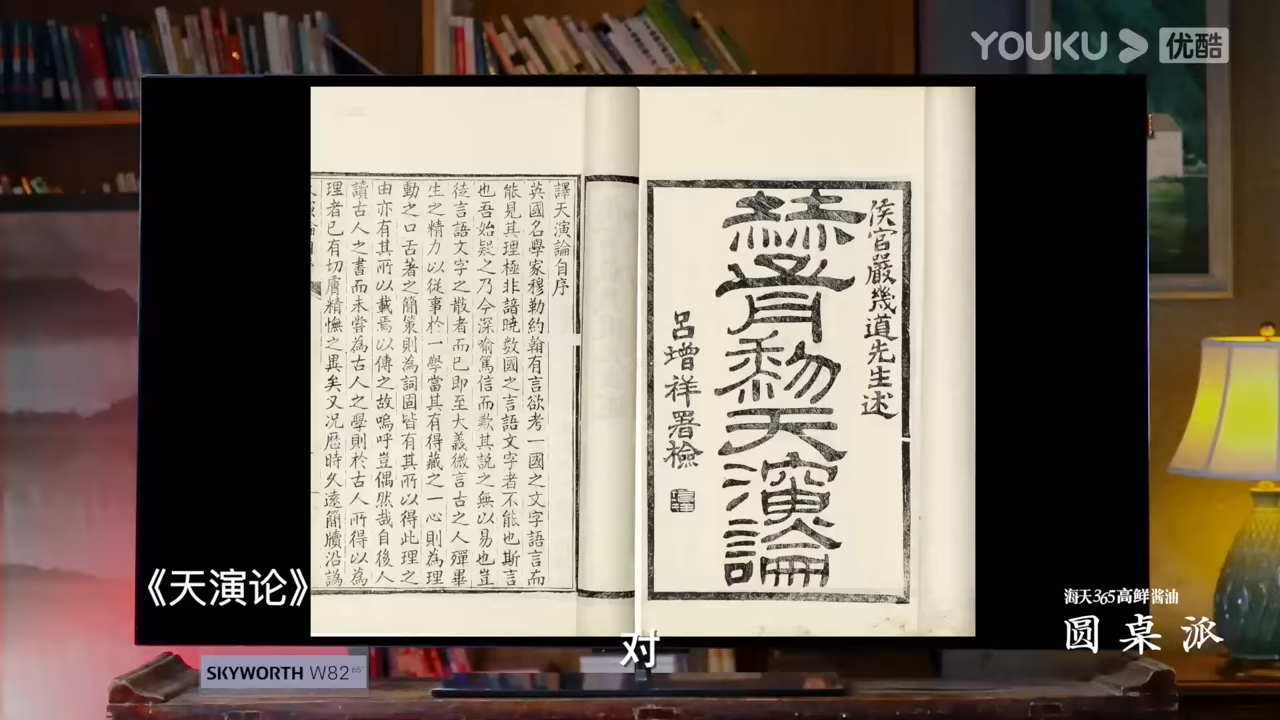 YOUKU 优酷
侯官嚴幾道先生述
赫胥黎天演論
呂增祥署檢
譯天演論自序
英國名學家穆勒約翰有言欲考一國之文字語言而
能見其理極非諳曉數國之言語文字者不能也斯言
也吾始疑之乃今深喻篤信而歎其說之無以易也豈
徒言語文字之散者而已即至大義微言古之人殫畢
生之精力以從事於一學當其有得藏之一心則為理
動之口舌著之簡策則為詞固皆有其所以得此理之
由亦有其所以載焉以傳之故嗚呼豈偶然哉自後人
讀古人之書而未嘗為古人之學則於古人所得以為
理者已有切膚精憮之異矣又況歷時久遠簡牘沿譌
《天演论》
对
海天365高鲜酱油
圆桌派
SKYWORTH W82 65"